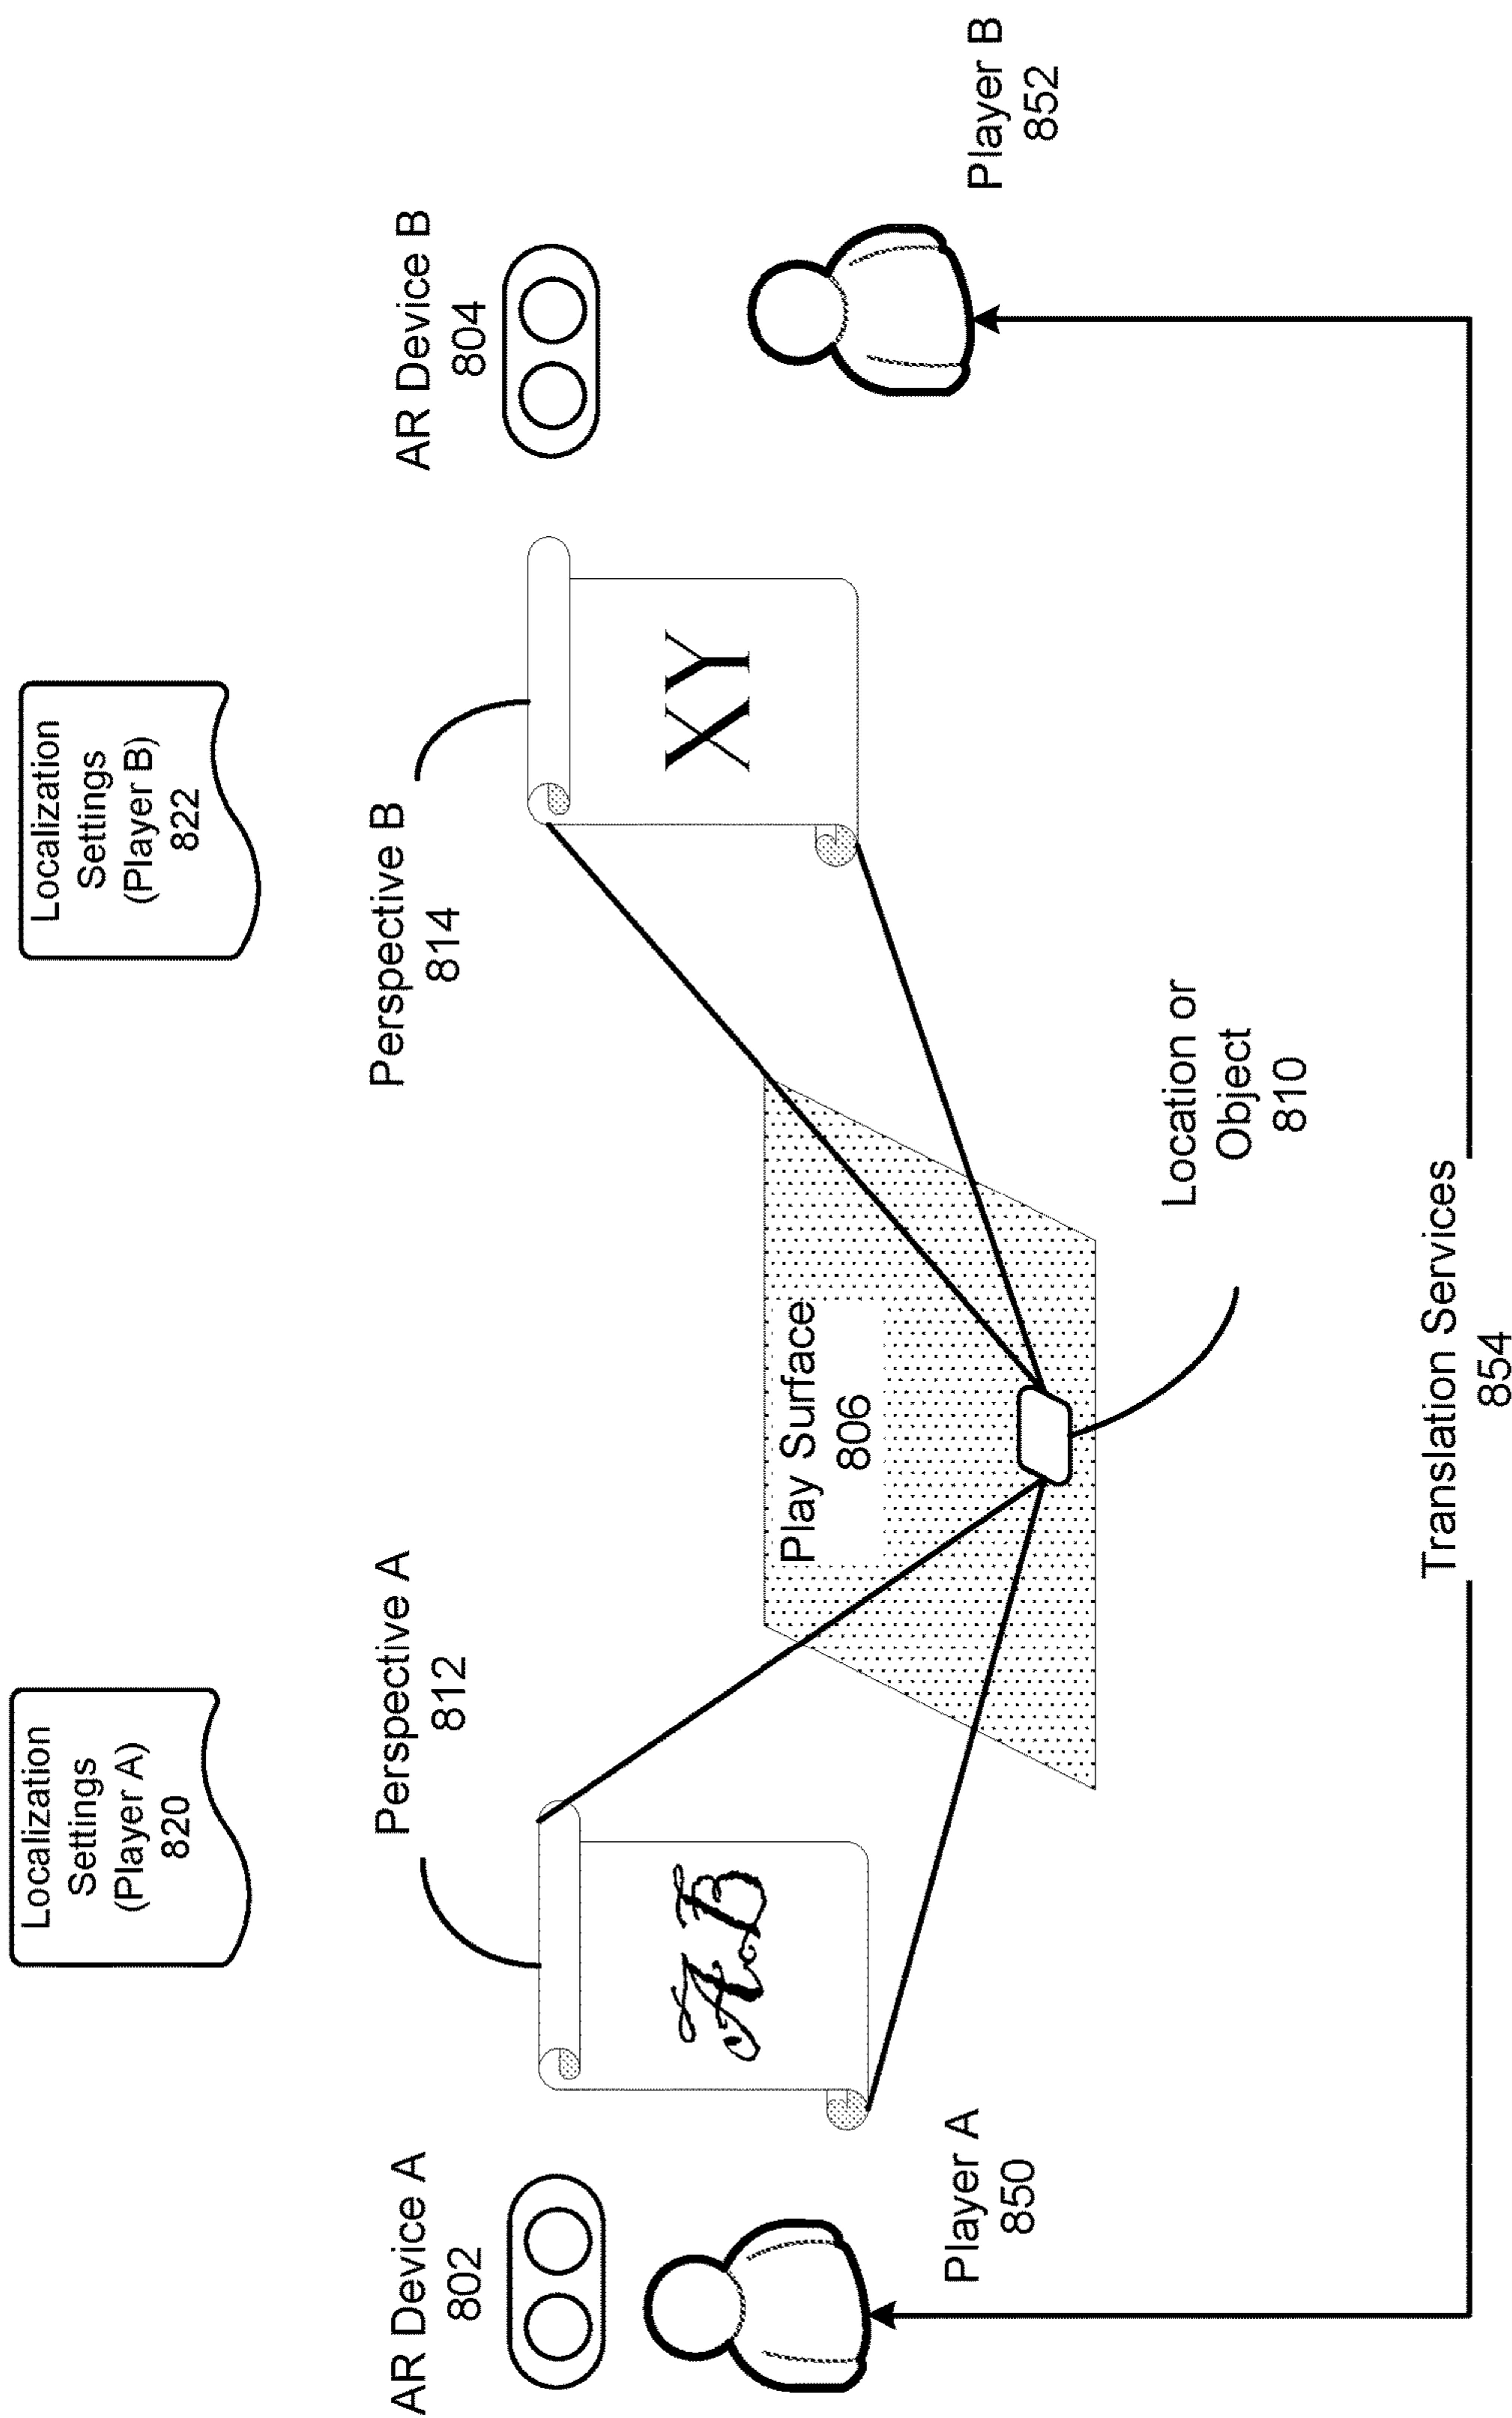 Localization
Settings
(Player A)
820
Localization
Settings
(Player B)
822
AR Device A
802
Perspective A
812
Perspective B
814
AR Device B
804
A B
X Y
Play Surface
806
Player A
850
Player B
852
Location or
Object
810
Translation Services
854